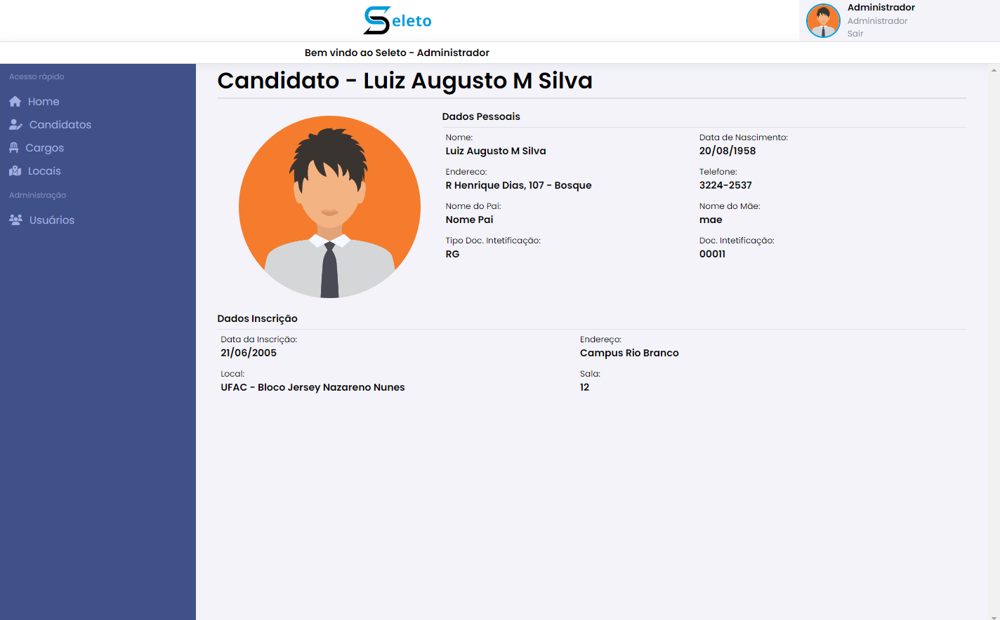 Seleto
Administrador
Administrador
Sair
Bem vindo ao Seleto - Administrador
Acesso rápido
Home
Candidatos
Cargos
Locais
Administração
Usuários
Candidato - Luiz Augusto M Silva
Dados Pessoais
Nome:
Luiz Augusto M Silva
Data de Nascimento:
20/08/1958
Endereco:
R Henrique Dias, 107 - Bosque
Telefone:
3224-2537
Nome do Pai:
Nome Pai
Nome do Mãe:
mae
Tipo Doc. Intetificação:
RG
Doc. Intetificação:
00011
Dados Inscrição
Data da Inscrição:
21/06/2005
Endereço:
Campus Rio Branco
Local:
UFAC - Bloco Jersey Nazareno Nunes
Sala:
12